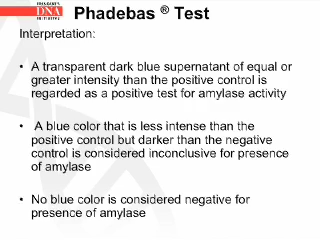 PRESIDENT'S
DNA
INITIATIVE
Phadebas ® Test
Interpretation:
• A transparent dark blue supernatant of equal or
greater intensity than the positive control is
regarded as a positive test for amylase activity
• A blue color that is less intense than the
positive control but darker than the negative
control is considered inconclusive for presence
of amylase
• No blue color is considered negative for
presence of amylase